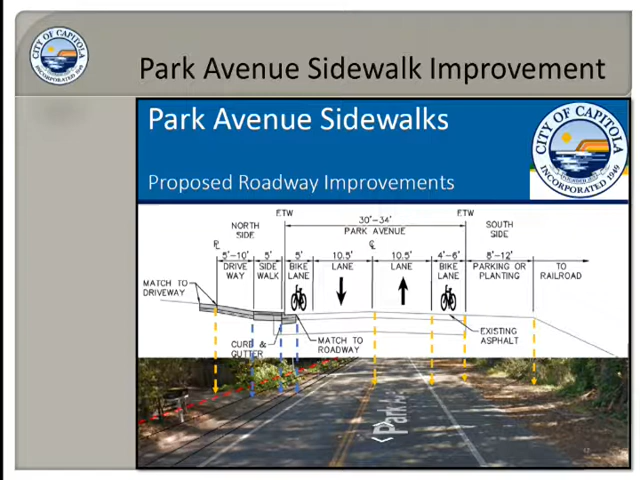 CITY OF CAPITOLA
INCORPORATED 1949
Park Avenue Sidewalk Improvement
Park Avenue Sidewalks
CITY OF CAPITOLA
INCORPORATED 1949
Proposed Roadway Improvements
ETW
ETW
30'-34'
PARK AVENUE
NORTH
SIDE
SOUTH
SIDE
℄
5'-10'
5'
5'
10.5'
10.5'
4'-6'
8'-12'
DRIVE
WAY
SIDE
WALK
BIKE
LANE
LANE
LANE
BIKE
LANE
PARKING OR
PLANTING
TO
RAILROAD
MATCH TO
DRIVEWAY
CURB &
GUTTER
MATCH TO
ROADWAY
EXISTING
ASPHALT
Park A